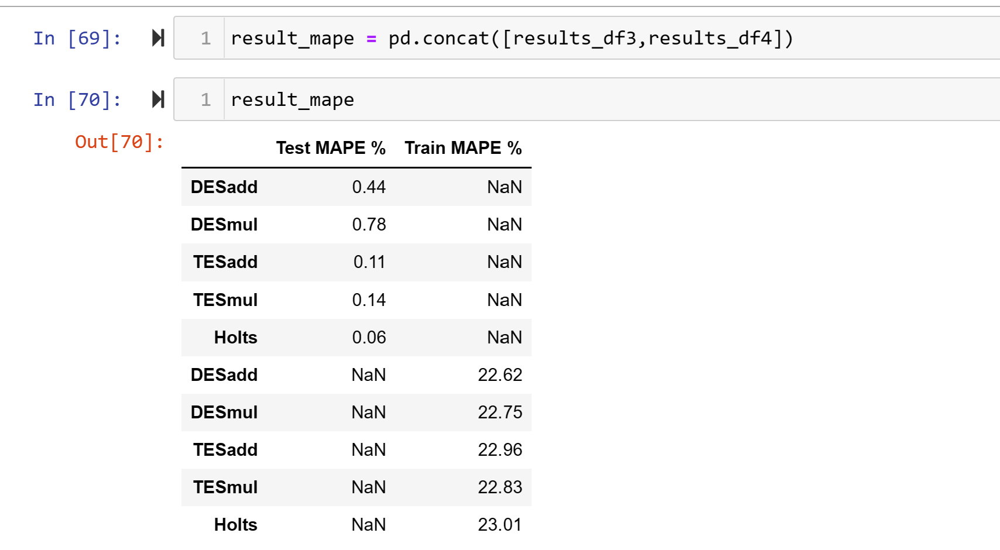 In [69]: 1 result_mape = pd.concat([results_df3,results_df4])
In [70]: 1 result_mape
Out[70]:
Test MAPE % Train MAPE %
DESadd 0.44 NaN
DESmul 0.78 NaN
TESadd 0.11 NaN
TESmul 0.14 NaN
Holts 0.06 NaN
DESadd NaN 22.62
DESmul NaN 22.75
TESadd NaN 22.96
TESmul NaN 22.83
Holts NaN 23.01